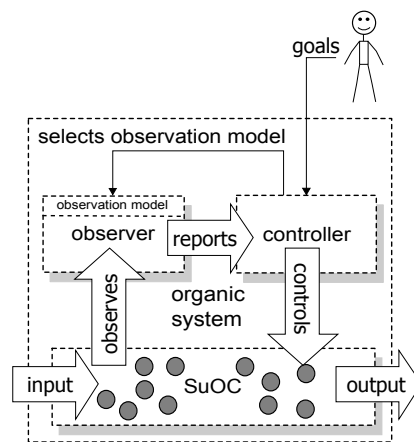 goals
selects observation model
observation model
observer
reports
controller
observes
controls
organic
system
input
SuOC
output